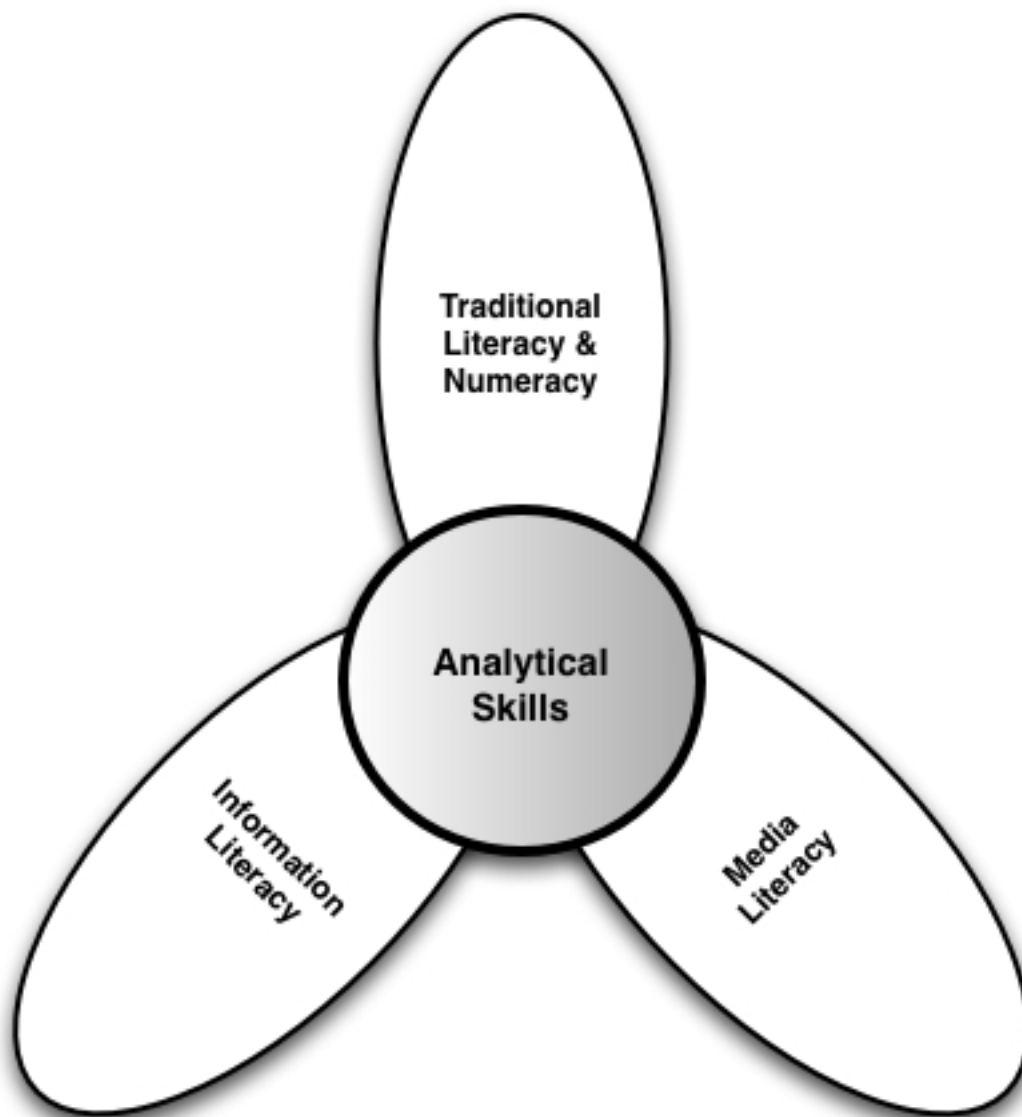 Traditional
Literacy &
Numeracy
Analytical
Skills
Information
Literacy
Media
Literacy